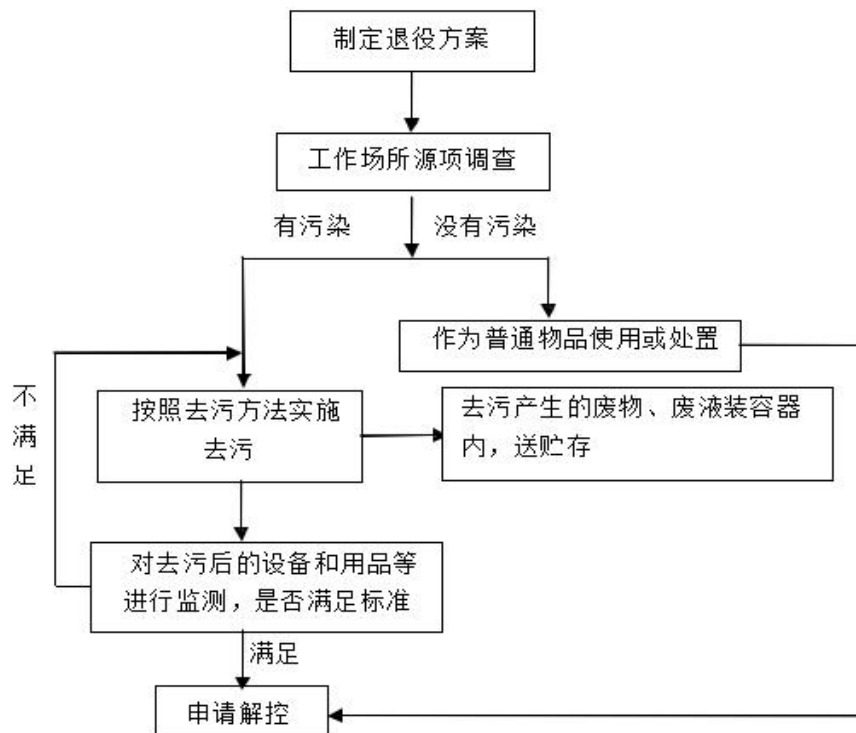 制定退役方案
工作场所源项调查
有污染
没有污染
作为普通物品使用或处置
不
满
足
按照去污方法实施
去污
去污产生的废物、废液装容器
内，送贮存
对去污后的设备和用品等
进行监测，是否满足标准
满足
申请解控